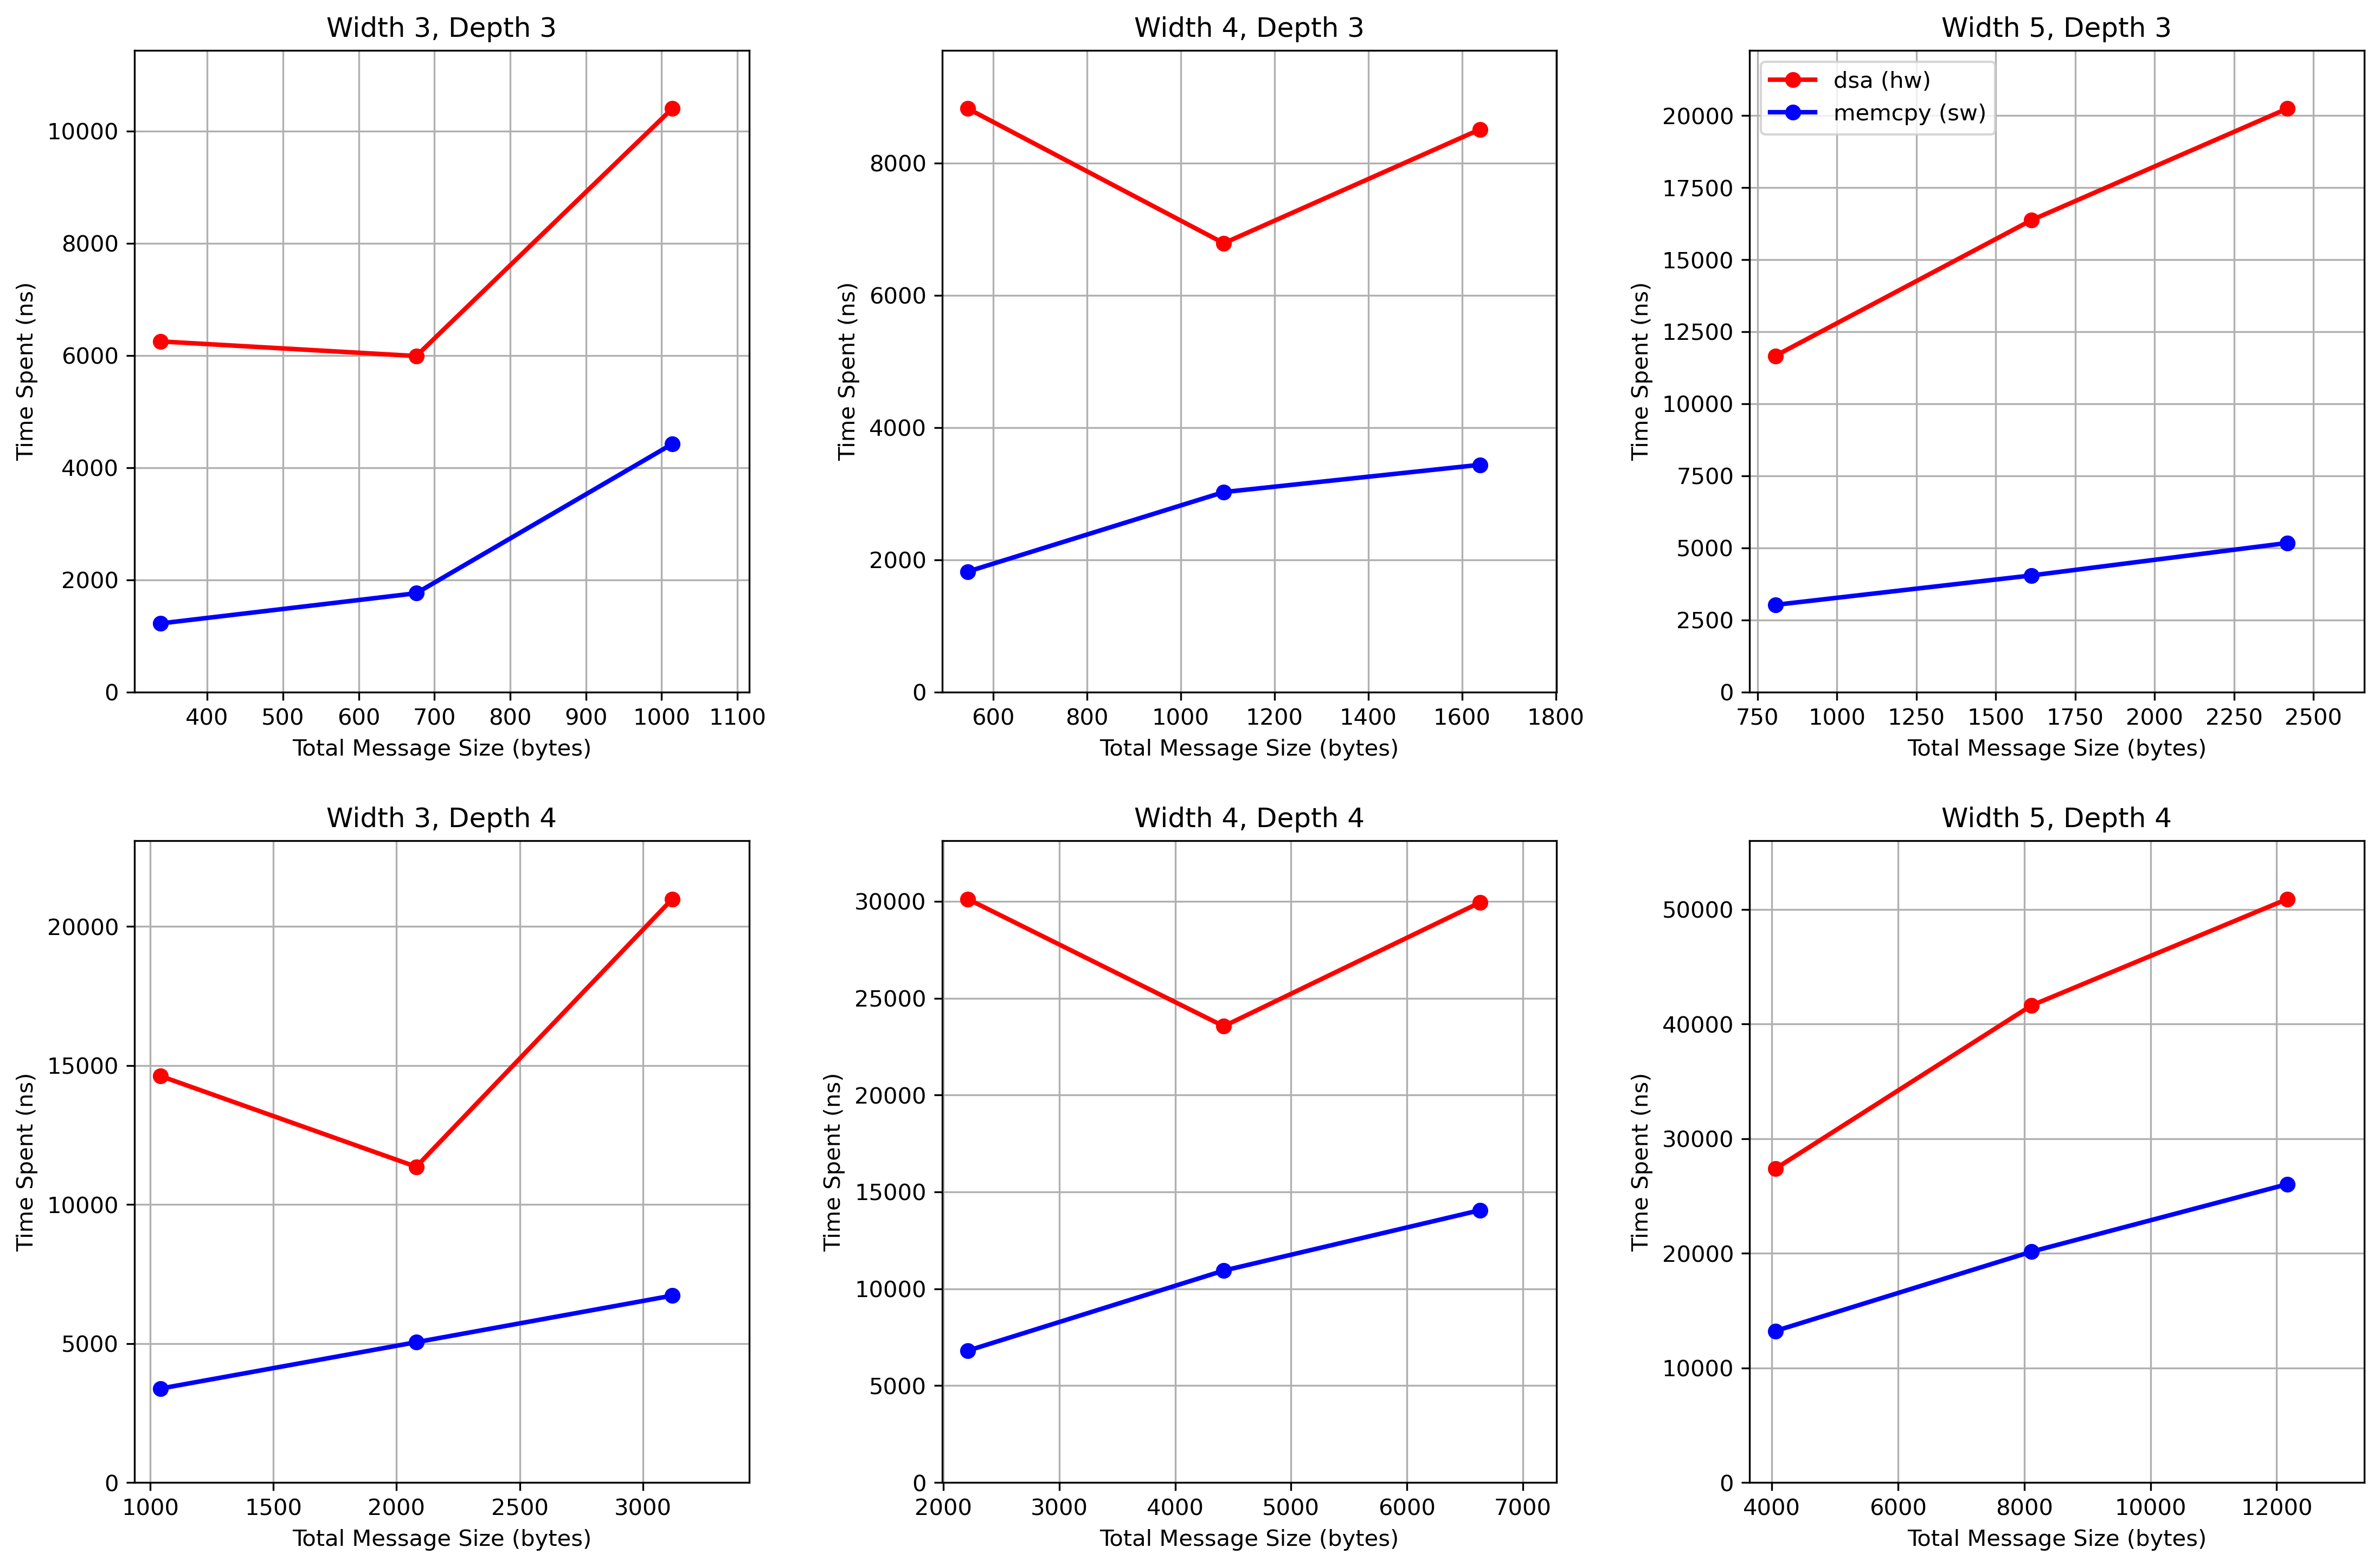 Width 3, Depth 3
Time Spent (ns)
10000
8000
6000
4000
2000
0
400 500 600 700 800 900 1000 1100
Total Message Size (bytes)
Width 4, Depth 3
Time Spent (ns)
8000
6000
4000
2000
0
600 800 1000 1200 1400 1600 1800
Total Message Size (bytes)
Width 5, Depth 3
dsa (hw)
memcpy (sw)
Time Spent (ns)
20000
17500
15000
12500
10000
7500
5000
2500
0
750 1000 1250 1500 1750 2000 2250 2500
Total Message Size (bytes)
Width 3, Depth 4
Time Spent (ns)
20000
15000
10000
5000
0
1000 1500 2000 2500 3000
Total Message Size (bytes)
Width 4, Depth 4
Time Spent (ns)
30000
25000
20000
15000
10000
5000
0
2000 3000 4000 5000 6000 7000
Total Message Size (bytes)
Width 5, Depth 4
Time Spent (ns)
50000
40000
30000
20000
10000
0
4000 6000 8000 10000 12000
Total Message Size (bytes)